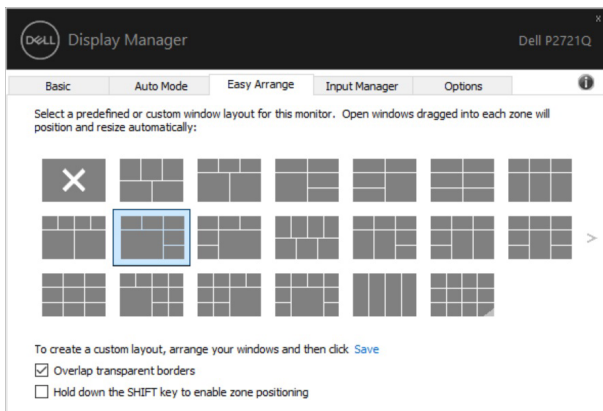 x
DELL Display Manager
Dell P2721Q
Basic Auto Mode Easy Arrange Input Manager Options
Select a predefined or custom window layout for this monitor. Open windows dragged into each zone will
position and resize automatically:
>
To create a custom layout, arrange your windows and then click Save
Overlap transparent borders
Hold down the SHIFT key to enable zone positioning